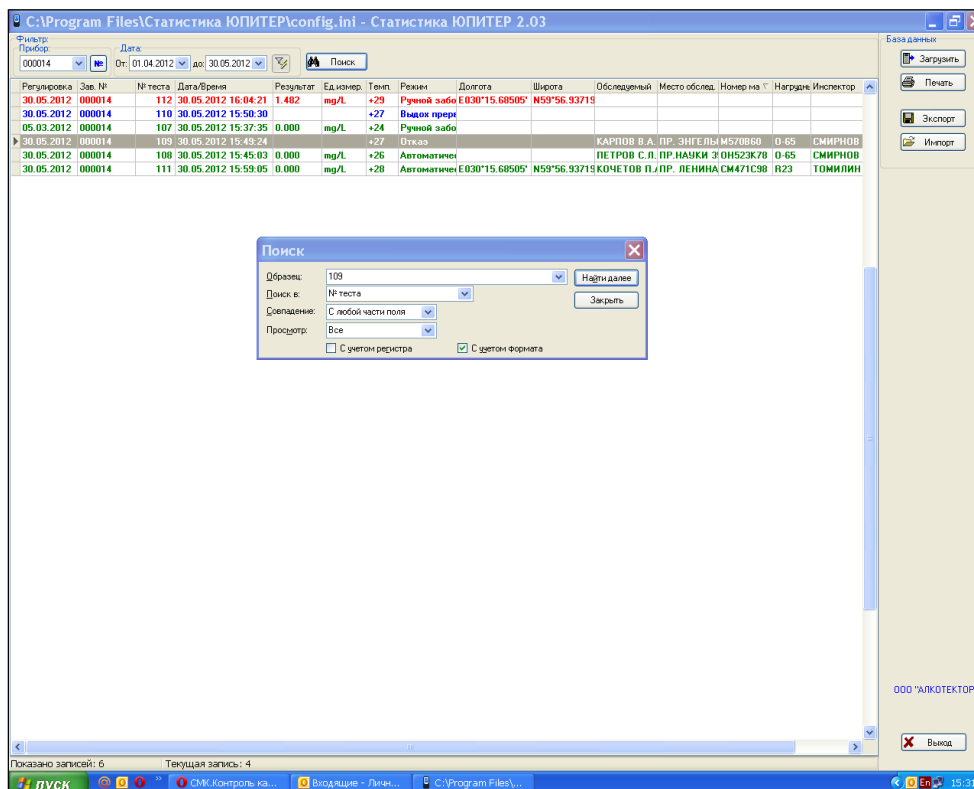 C:\Program Files\Статистика ЮПИТЕР\config.ini - Статистика ЮПИТЕР 2.03
Фильтр: База данных
Прибор: Дата:
000014 № От: 01.04.2012 до: 30.05.2012 Поиск Загрузить
Печать
Регулировка Зав. № № теста Дата/Время Результат Ед.измер. Темп. Режим Долгота Широта Обследуемый Место обслед. Номер ма Нагрудны Инспектор
30.05.2012 000014 112 30.05.2012 16:04:21 1.482 mg/L +29 Ручной забо E030°15.68505' N59°56.93719
30.05.2012 000014 110 30.05.2012 15:50:30 +27 Выдох прер
05.03.2012 000014 107 30.05.2012 15:37:35 0.000 mg/L +24 Ручной забо
30.05.2012 000014 109 30.05.2012 15:49:24 +27 Отказ КАРПОВ В.А. ПР. ЭНГЕЛЬ М570В60 О-65 СМИРНОВ
30.05.2012 000014 108 30.05.2012 15:45:03 0.000 mg/L +26 Автоматичес ПЕТРОВ С.Л. ПР.НАУКИ 3 ОН523К78 О-65 СМИРНОВ
30.05.2012 000014 111 30.05.2012 15:59:05 0.000 mg/L +28 Автоматичес E030°15.68505' N59°56.93719 КОЧЕТОВ П. ПР. ЛЕНИНА СМ471С98 R23 ТОМИЛИН
Экспорт
Импорт
Поиск
Образец: 109 Найти далее
Поиск в: № теста Закрыть
Совпадение: С любой части поля
Просмотр: Все
С учетом регистра С учетом формата
ООО "АЛКОТЕКТОР
Выход
Показано записей: 6 Текущая запись: 4
пуск СМК.Контроль ка... Входящие - Личн... C:\Program Files\... En 15:31